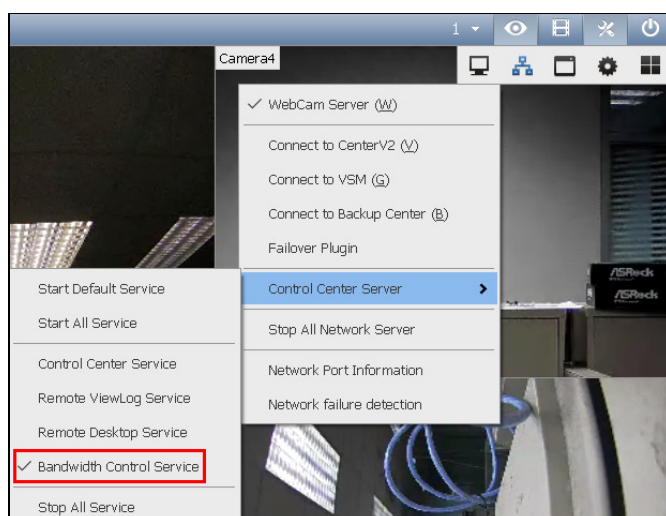 1
Camera4
WebCam Server (W)
Connect to CenterV2 (V)
Connect to VSM (G)
Connect to Backup Center (B)
Failover Plugin
Control Center Server
Stop All Network Server
Network Port Information
Network failure detection
Start Default Service
Start All Service
Control Center Service
Remote ViewLog Service
Remote Desktop Service
Bandwidth Control Service
Stop All Service
ASRock
ASRock